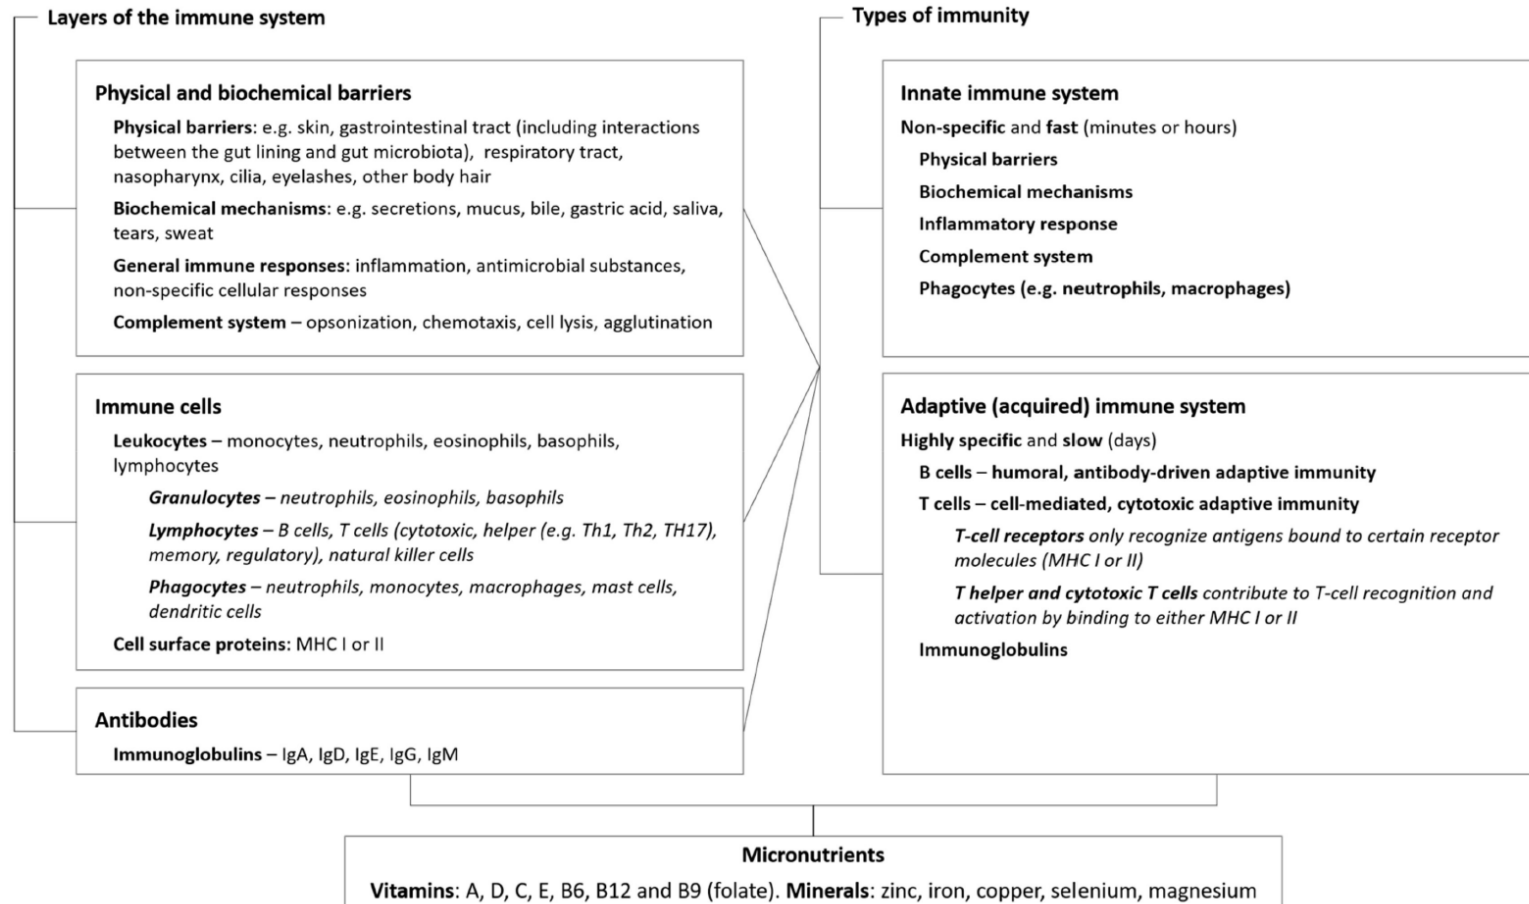 Layers of the immune system
Physical and biochemical barriers
Physical barriers: e.g. skin, gastrointestinal tract (including interactions
between the gut lining and gut microbiota), respiratory tract,
nasopharynx, cilia, eyelashes, other body hair
Biochemical mechanisms: e.g. secretions, mucus, bile, gastric acid, saliva,
tears, sweat
General immune responses: inflammation, antimicrobial substances,
non-specific cellular responses
Complement system – opsonization, chemotaxis, cell lysis, agglutination
Immune cells
Leukocytes – monocytes, neutrophils, eosinophils, basophils,
lymphocytes
Granulocytes – neutrophils, eosinophils, basophils
Lymphocytes – B cells, T cells (cytotoxic, helper (e.g. Th1, Th2, TH17),
memory, regulatory), natural killer cells
Phagocytes – neutrophils, monocytes, macrophages, mast cells,
dendritic cells
Cell surface proteins: MHC I or II
Antibodies
Immunoglobulins – IgA, IgD, IgE, IgG, IgM
Types of immunity
Innate immune system
Non-specific and fast (minutes or hours)
Physical barriers
Biochemical mechanisms
Inflammatory response
Complement system
Phagocytes (e.g. neutrophils, macrophages)
Adaptive (acquired) immune system
Highly specific and slow (days)
B cells – humoral, antibody-driven adaptive immunity
T cells – cell-mediated, cytotoxic adaptive immunity
T-cell receptors only recognize antigens bound to certain receptor
molecules (MHC I or II)
T helper and cytotoxic T cells contribute to T-cell recognition and
activation by binding to either MHC I or II
Immunoglobulins
Micronutrients
Vitamins: A, D, C, E, B6, B12 and B9 (folate). Minerals: zinc, iron, copper, selenium, magnesium